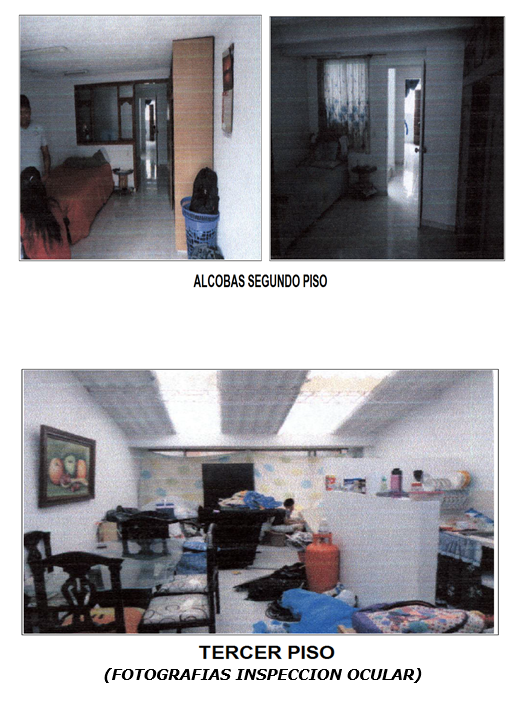 ALCOBAS SEGUNDO PISO
TERCER PISO
(FOTOGRAFIAS INSPECCION OCULAR)